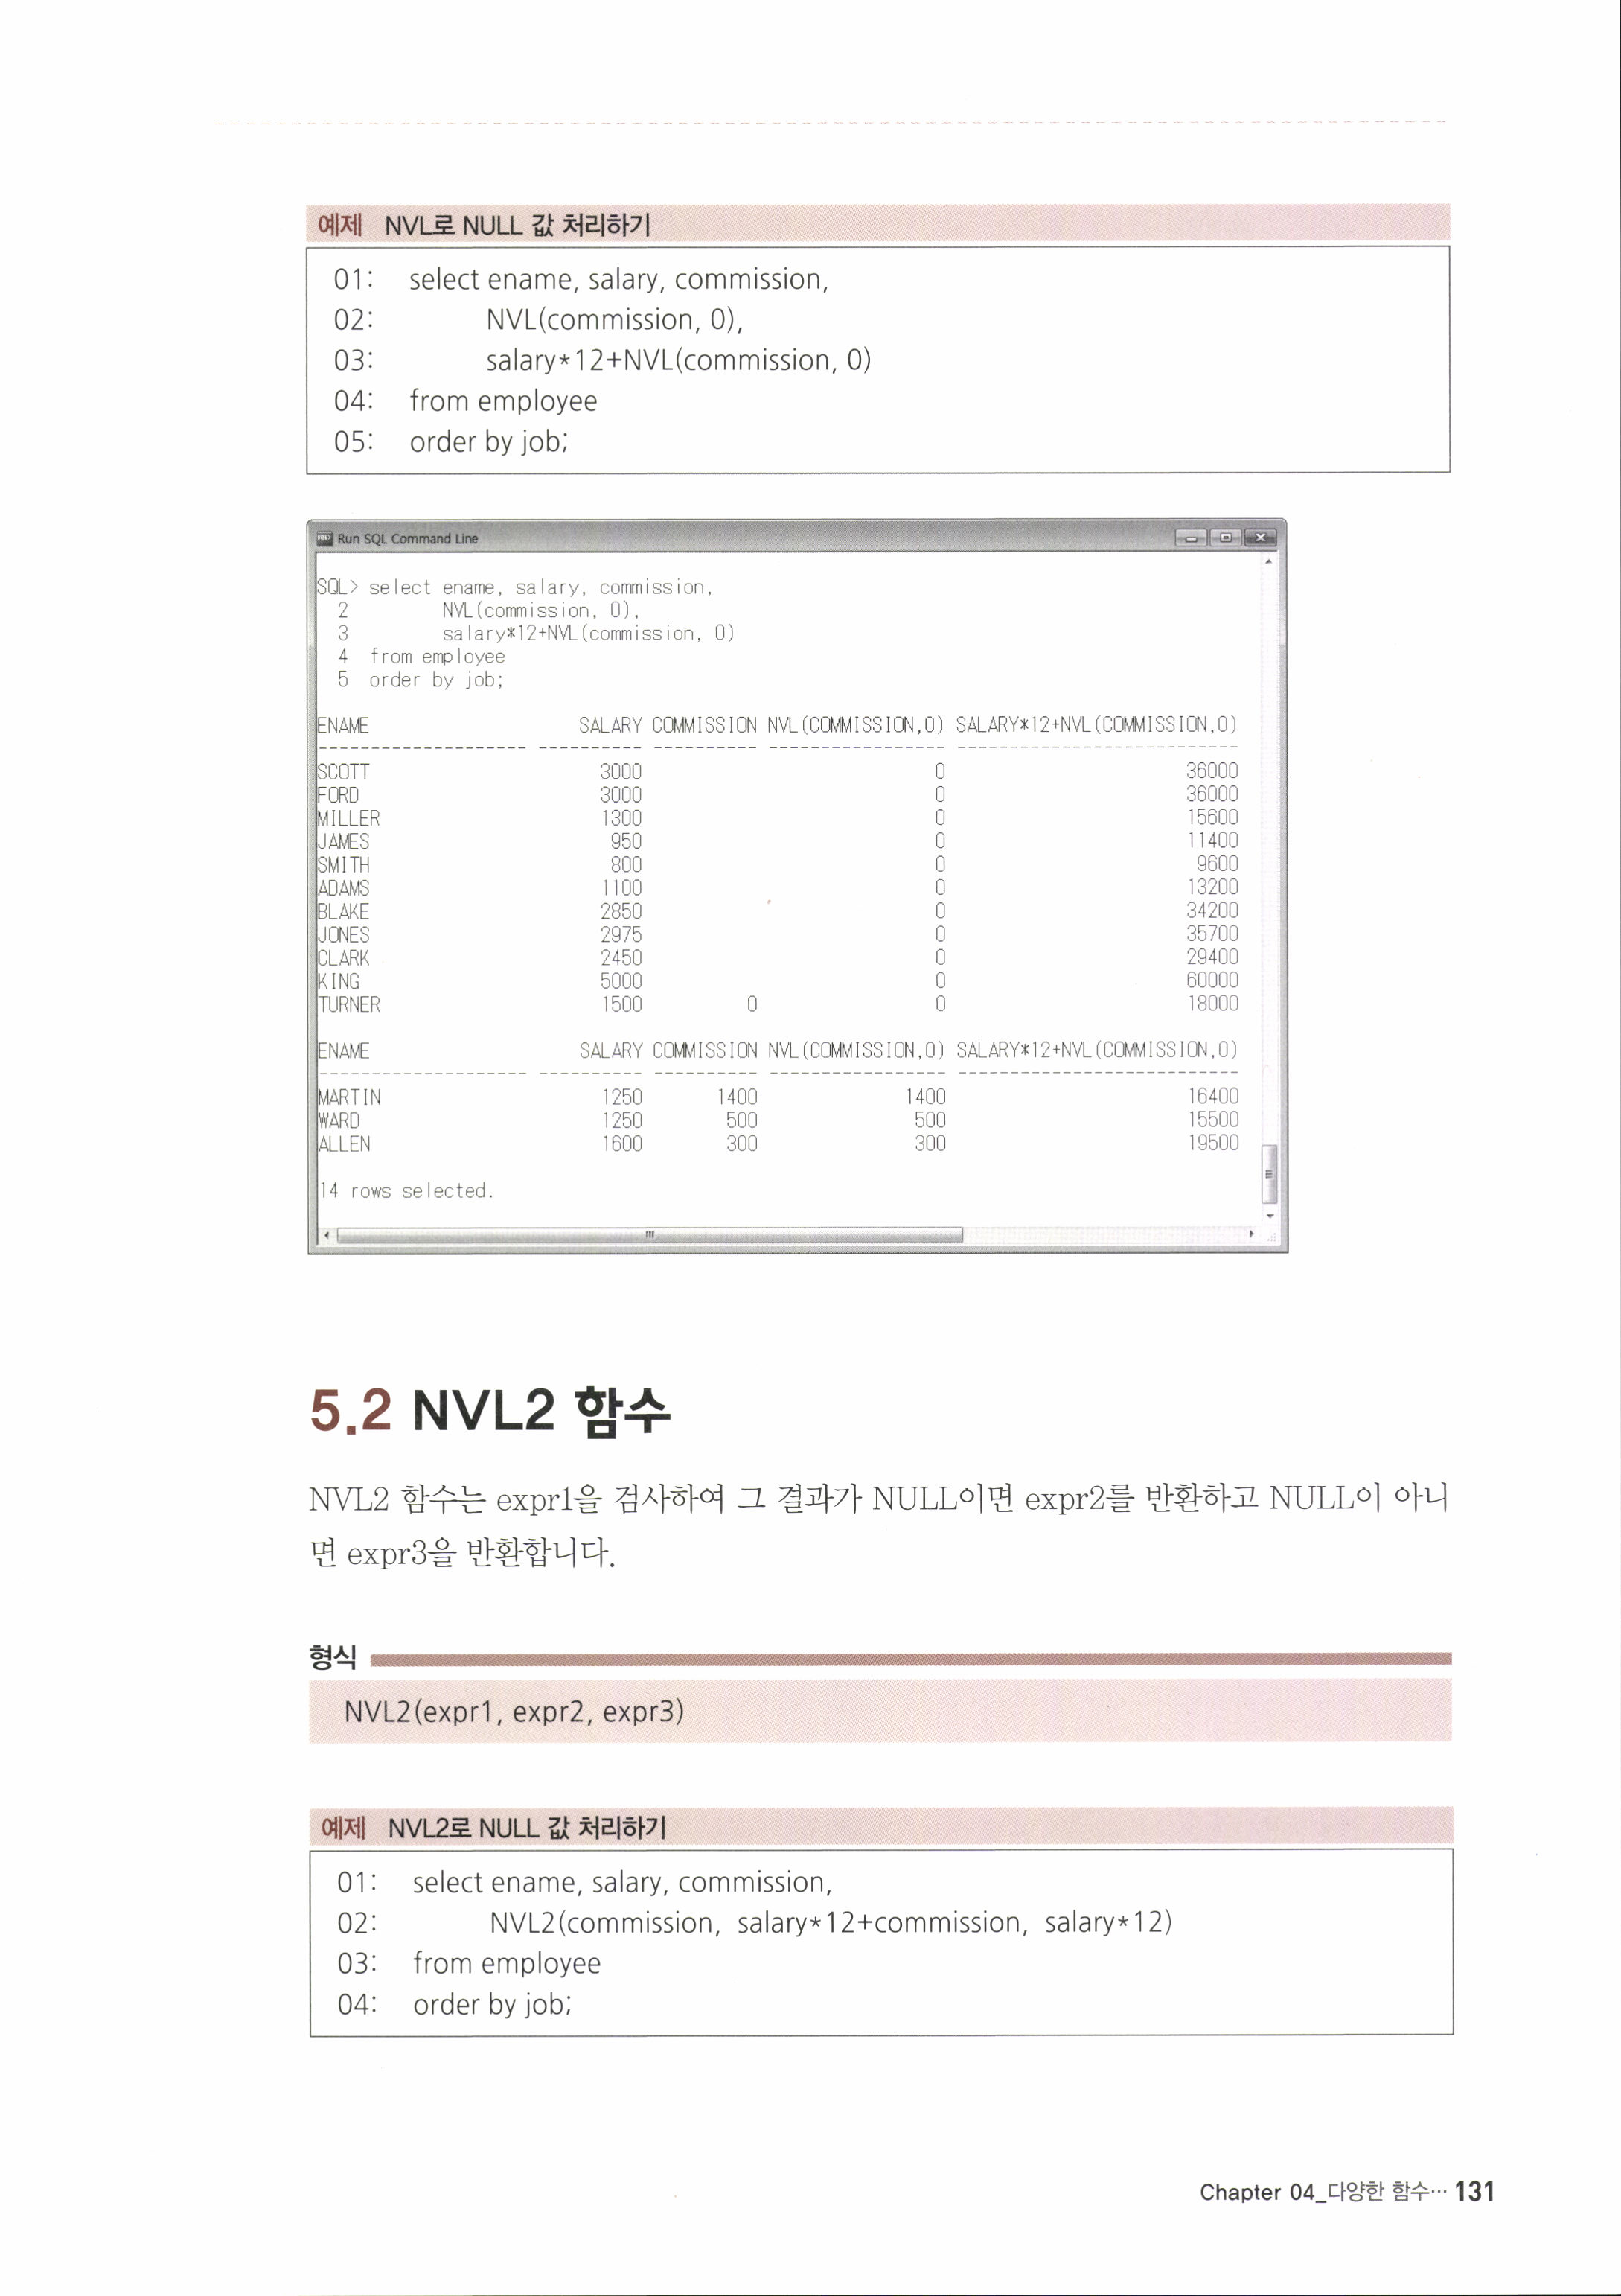 예제 NVL로 NULL 값 처리하기
01: select ename, salary, commission,
02: NVL(commission, 0),
03: salary*12+NVL(commission, 0)
04: from employee
05: order by job;
Run SQL Command Line
SQL> select ename, salary, commission,
2 NVL(commission, 0),
3 salary*12+NVL(commission, 0)
4 from employee
5 order by job;
ENAME SALARY COMMISSION NVL(COMMISSION,0) SALARY*12+NVL(COMMISSION,0)
-------------------- ---------- ---------- ----------------- ---------------------------
SCOTT 3000 0 36000
FORD 3000 0 36000
MILLER 1300 0 15600
JAMES 950 0 11400
SMITH 800 0 9600
ADAMS 1100 0 13200
BLAKE 2850 0 34200
JONES 2975 0 35700
CLARK 2450 0 29400
KING 5000 0 60000
TURNER 1500 0 0 18000
ENAME SALARY COMMISSION NVL(COMMISSION,0) SALARY*12+NVL(COMMISSION,0)
-------------------- ---------- ---------- ----------------- ---------------------------
MARTIN 1250 1400 1400 16400
WARD 1250 500 500 15500
ALLEN 1600 300 300 19500
14 rows selected.
5.2 NVL2 함수
NVL2 함수는 expr1을 검사하여 그 결과가 NULL이면 expr2를 반환하고 NULL이 아니
면 expr3을 반환합니다.
형식
NVL2(expr1, expr2, expr3)
예제 NVL2로 NULL 값 처리하기
01: select ename, salary, commission,
02: NVL2(commission, salary*12+commission, salary*12)
03: from employee
04: order by job;
Chapter 04_다양한 함수… 131